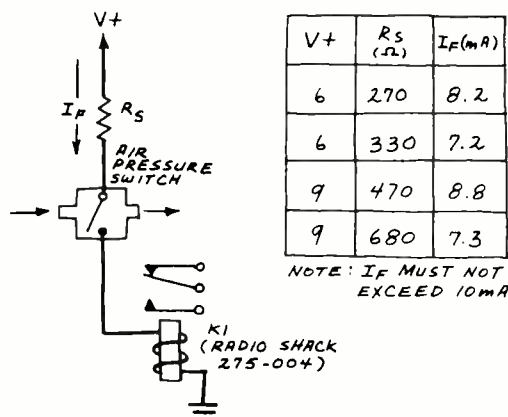 V+
IF
RS
AIR
PRESSURE
SWITCH
K1
(RADIO SHACK
275-004)
V+ RS (Ω) IF(mA)
6 270 8.2
6 330 7.2
9 470 8.8
9 680 7.3
NOTE: IF MUST NOT
EXCEED 10mA